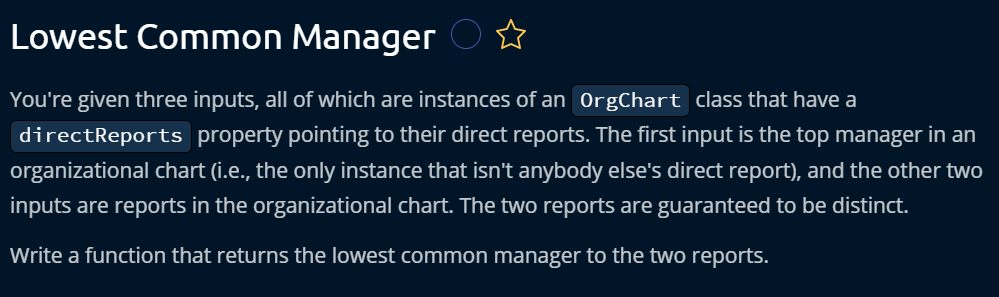 Lowest Common Manager
You're given three inputs, all of which are instances of an OrgChart class that have a
directReports property pointing to their direct reports. The first input is the top manager in an
organizational chart (i.e., the only instance that isn't anybody else's direct report), and the other two
inputs are reports in the organizational chart. The two reports are guaranteed to be distinct.
Write a function that returns the lowest common manager to the two reports.